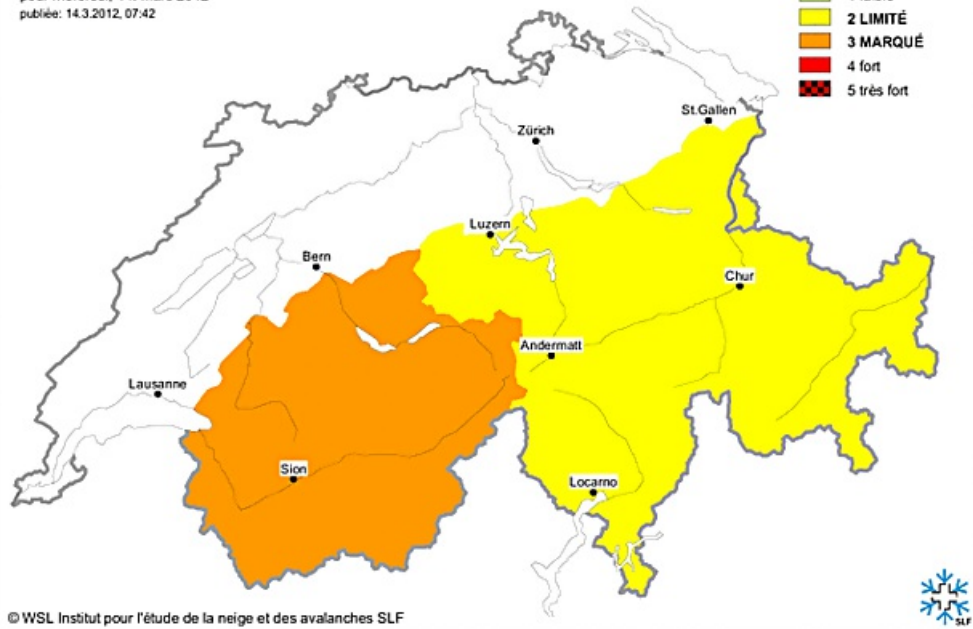 publiée: 14.3.2012, 07:42
2 LIMITÉ
3 MARQUÉ
4 fort
5 très fort
St.Gallen
Zürich
Luzern
Bern
Chur
Andermatt
Lausanne
Sion
Locarno
© WSL Institut pour l'étude de la neige et des avalanches SLF
SLF